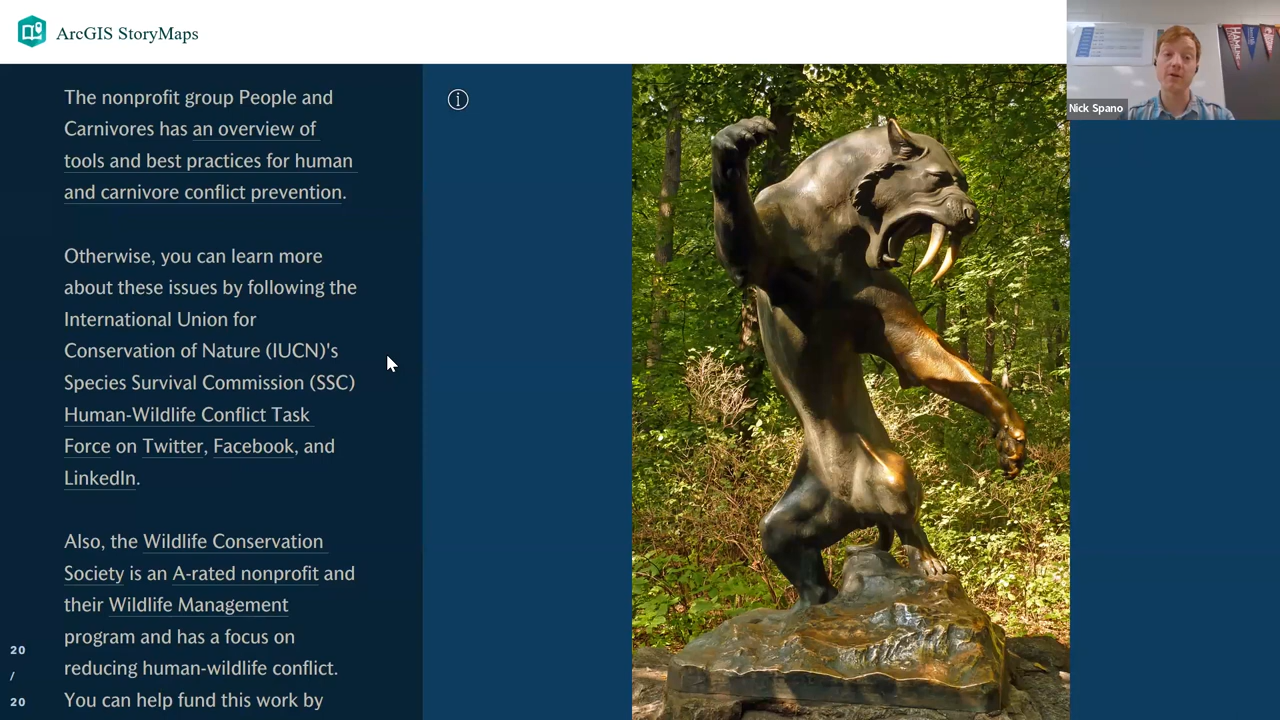 ArcGIS StoryMaps
The nonprofit group People and
Carnivores has an overview of
tools and best practices for human
and carnivore conflict prevention.
Otherwise, you can learn more
about these issues by following the
International Union for
Conservation of Nature (IUCN)'s
Species Survival Commission (SSC)
Human-Wildlife Conflict Task
Force on Twitter, Facebook, and
LinkedIn.
Also, the Wildlife Conservation
Society is an A-rated nonprofit and
their Wildlife Management
program and has a focus on
reducing human-wildlife conflict.
You can help fund this work by
20
/
20
i
Nick Spano
HAMLINE